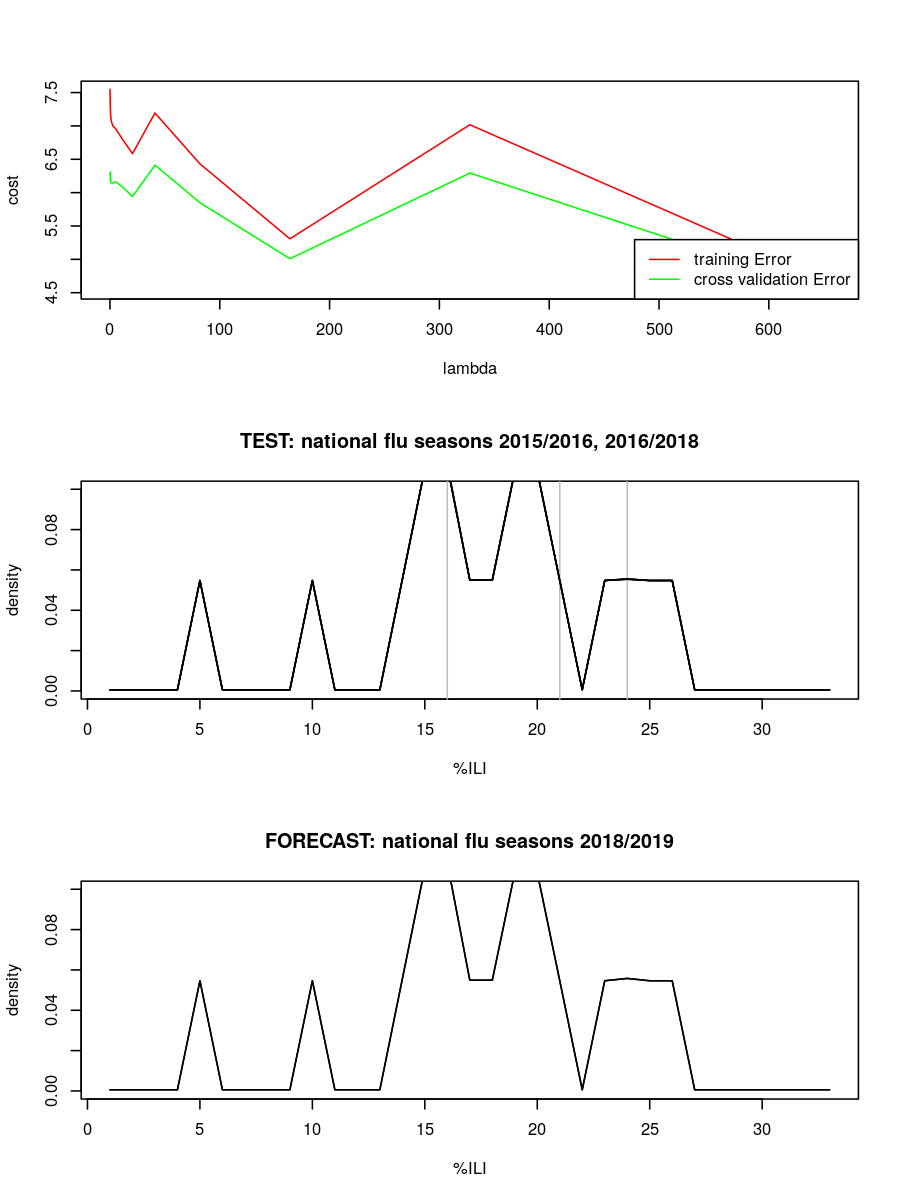 7.5
6.5
5.5
4.5
cost
training Error
cross validation Error
0 100 200 300 400 500 600
lambda
TEST: national flu seasons 2015/2016, 2016/2018
0.08
0.04
0.00
density
0 5 10 15 20 25 30
%ILI
FORECAST: national flu seasons 2018/2019
0.08
0.04
0.00
density
0 5 10 15 20 25 30
%ILI